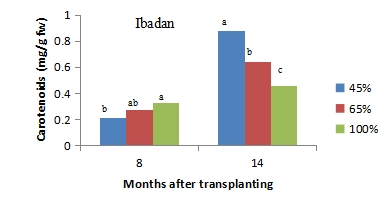 Ibadan
Carotenoids (mg/g fw)
1
0.8
0.6
0.4
0.2
0
b
ab
a
a
b
c
8
14
Months after transplanting
45%
65%
100%